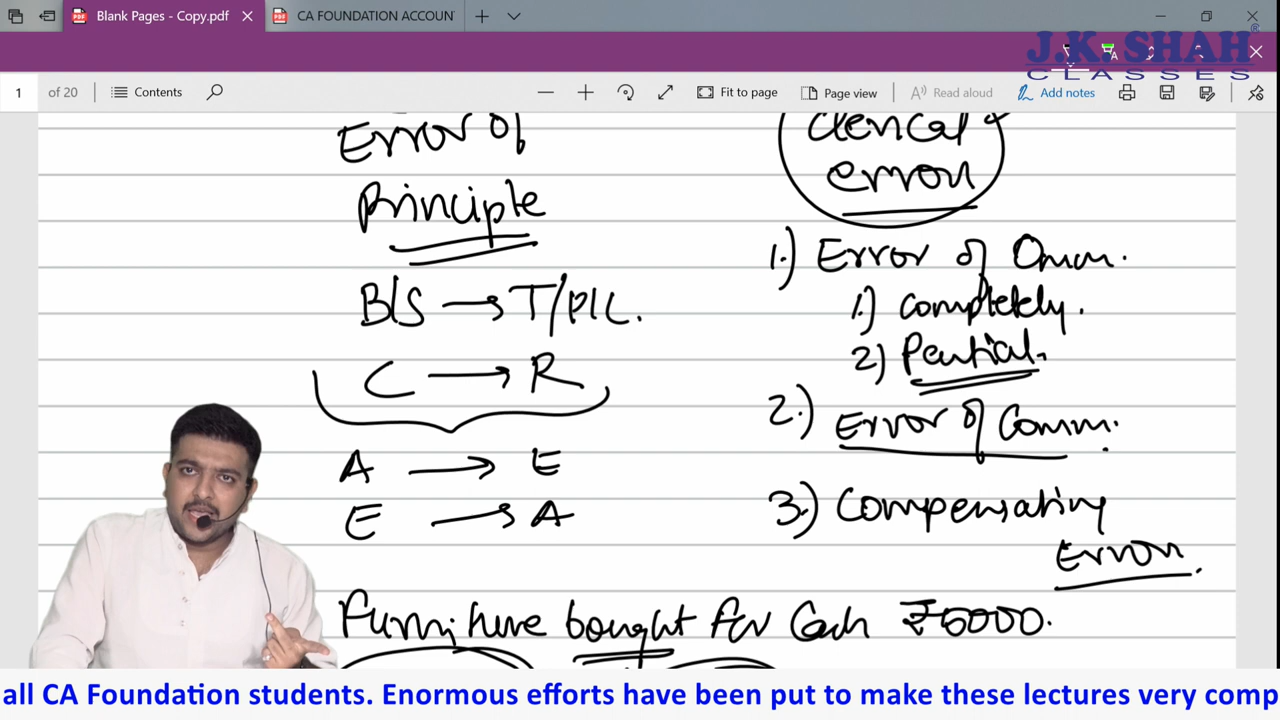 Blank Pages - Copy.pdf
CA FOUNDATION ACCOUN
J.K. SHAH®
CLASSES
1 of 20
Contents
Fit to page
Page view
Read aloud
Add notes
Error of
Principle
B/S → T/P/L.
C → R
A → E
E → A
Clerical
error
1.) Error of Omm.
1) completely.
2) Partial.
2.) Error of Comm.
3.) Compensating
Error.
Furniture bought for Cash ₹5000.
all CA Foundation students. Enormous efforts have been put to make these lectures very comp